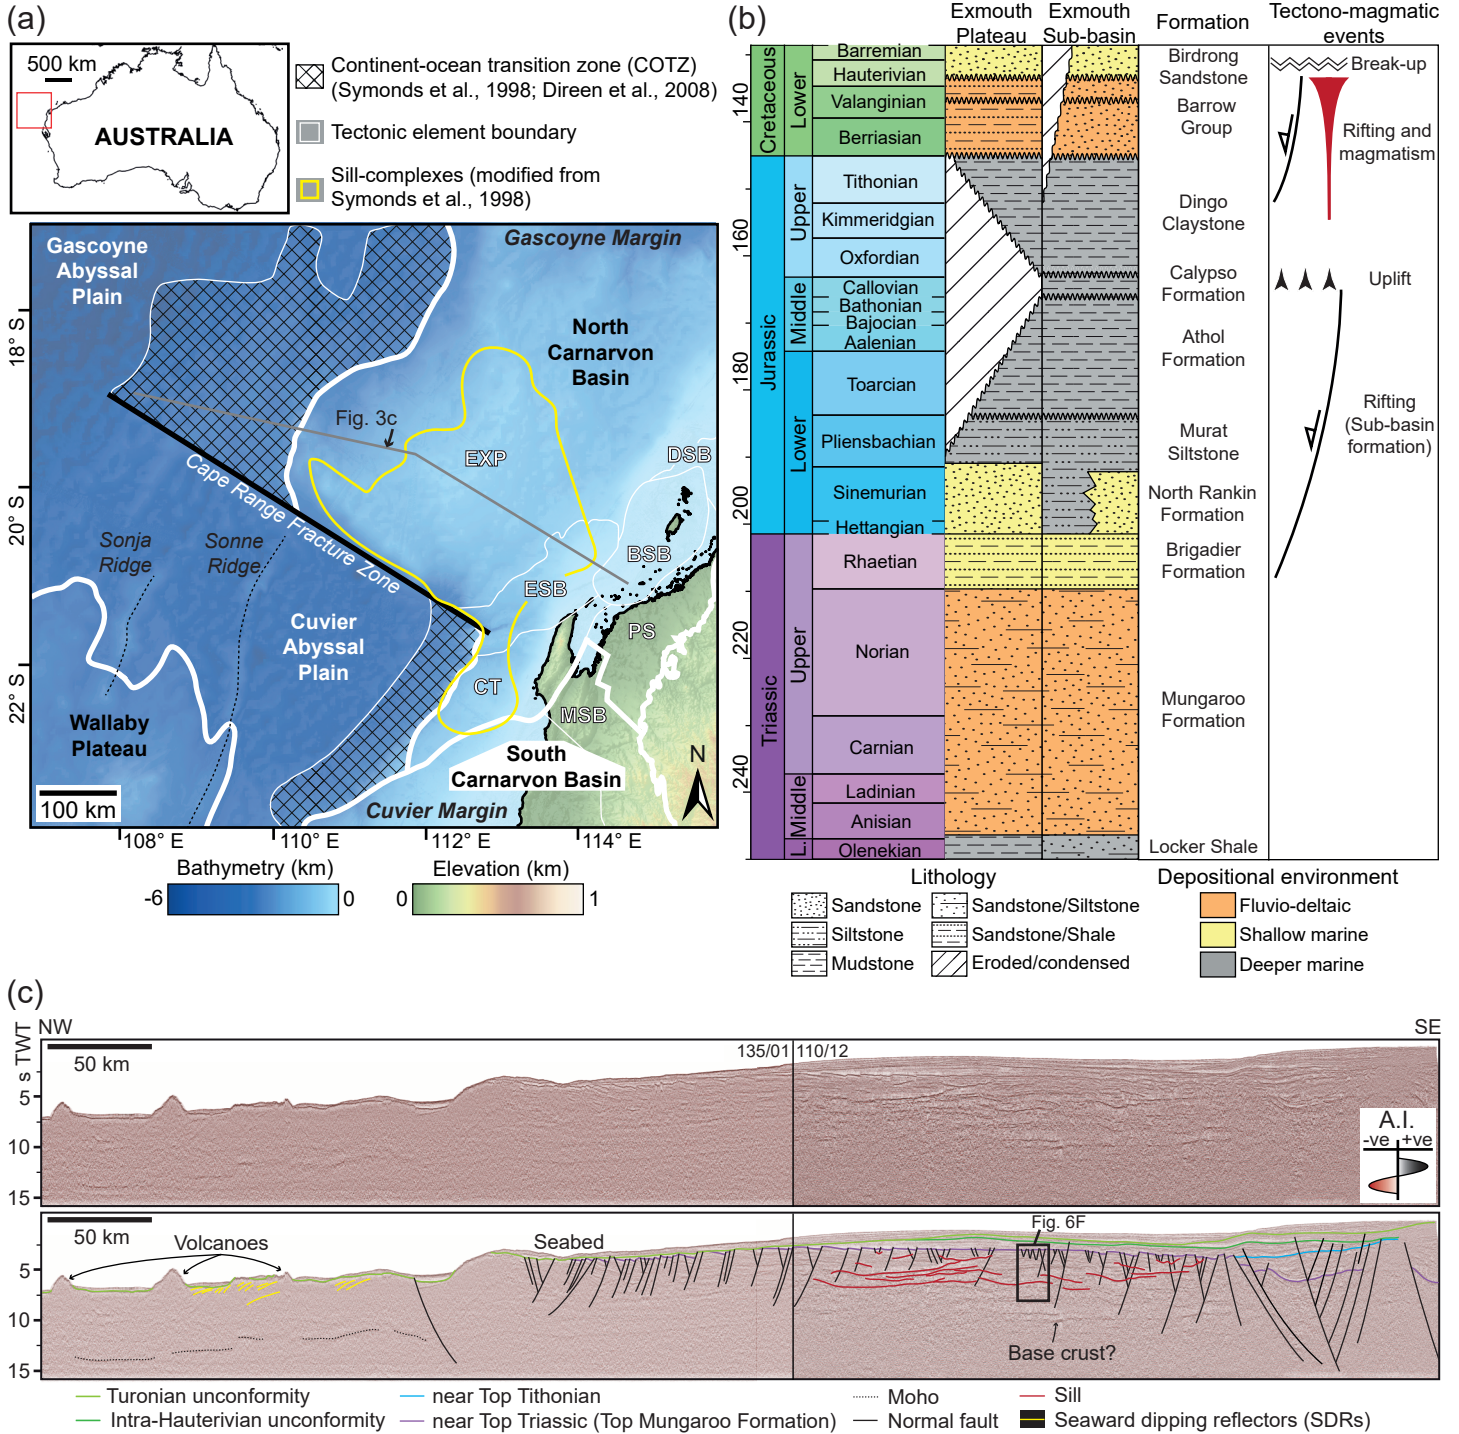 (a)
500 km
AUSTRALIA
Continent-ocean transition zone (COTZ)
(Symonds et al., 1998; Direen et al., 2008)
Tectonic element boundary
Sill-complexes (modified from
Symonds et al., 1998)
Gascoyne
Abyssal
Plain
Gascoyne Margin
North
Carnarvon
Basin
Fig. 3c
EXP
DSB
Cape Range Fracture Zone
Sonja
Ridge
Sonne
Ridge
BSB
ESB
PS
Cuvier
Abyssal
Plain
CT
MSB
Wallaby
Plateau
South
Carnarvon Basin
N
100 km
Cuvier Margin
18° S
20° S
22° S
108° E
110° E
112° E
114° E
Bathymetry (km)
-6
0
Elevation (km)
0
1
(b)
Exmouth
Plateau
Exmouth
Sub-basin
Formation
Tectono-magmatic
events
140
160
180
200
220
240
Cretaceous
Jurassic
Triassic
Lower
Upper
Middle
Lower
Upper
Middle
L.
Barremian
Hauterivian
Valanginian
Berriasian
Tithonian
Kimmeridgian
Oxfordian
Callovian
Bathonian
Bajocian
Aalenian
Toarcian
Pliensbachian
Sinemurian
Hettangian
Rhaetian
Norian
Carnian
Ladinian
Anisian
Olenekian
Birdrong
Sandstone
Barrow
Group
Dingo
Claystone
Calypso
Formation
Athol
Formation
Murat
Siltstone
North Rankin
Formation
Brigadier
Formation
Mungaroo
Formation
Locker Shale
Break-up
Rifting and
magmatism
Uplift
Rifting
(Sub-basin
formation)
Lithology
Sandstone
Siltstone
Mudstone
Sandstone/Siltstone
Sandstone/Shale
Eroded/condensed
Depositional environment
Fluvio-deltaic
Shallow marine
Deeper marine
(c)
NW
SE
s TWT
50 km
135/01
110/12
5
10
15
A.I.
-ve
+ve
50 km
Volcanoes
Seabed
Fig. 6F
5
10
15
Base crust?
Turonian unconformity
near Top Tithonian
Moho
Sill
Intra-Hauterivian unconformity
near Top Triassic (Top Mungaroo Formation)
Normal fault
Seaward dipping reflectors (SDRs)